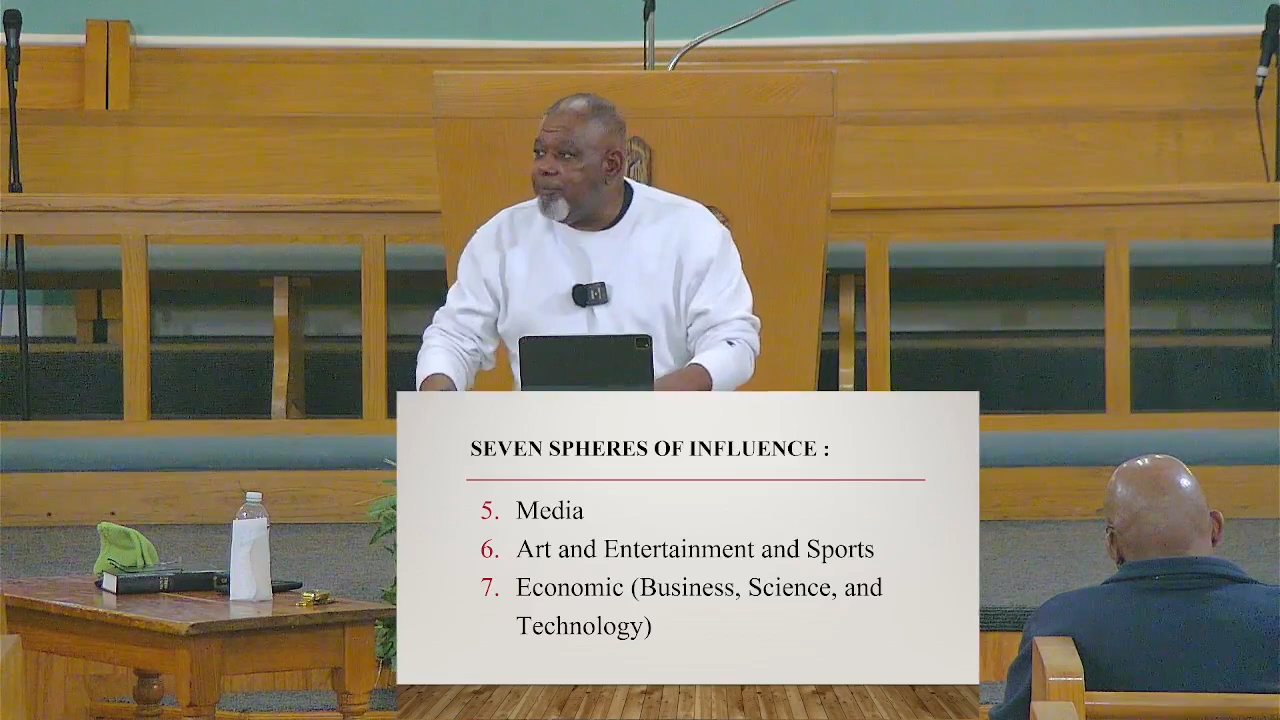 SEVEN SPHERES OF INFLUENCE :
5. Media
6. Art and Entertainment and Sports
7. Economic (Business, Science, and
Technology)